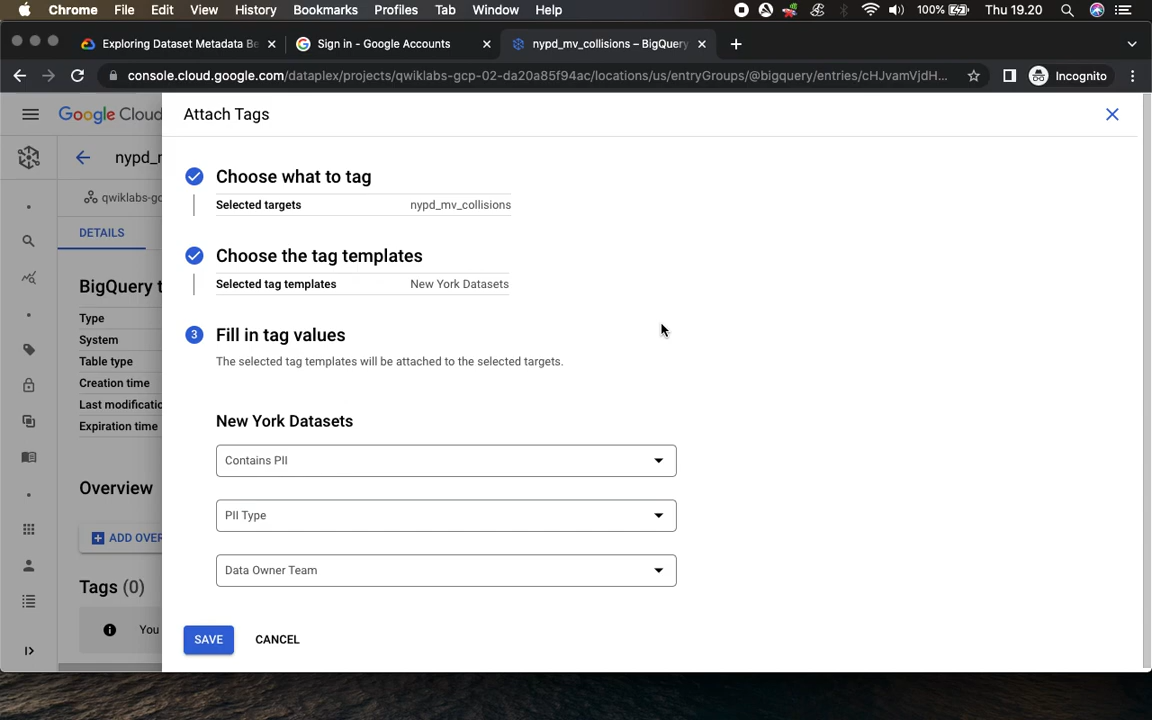 Chrome File Edit View History Bookmarks Profiles Tab Window Help 100% Thu 19.20
Exploring Dataset Metadata Be Sign in - Google Accounts nypd_mv_collisions – BigQuery
console.cloud.google.com/dataplex/projects/qwiklabs-gcp-02-da20a85f94ac/locations/us/entryGroups/@bigquery/entries/cHJvamVjdH... Incognito
Google Cloud
Attach Tags
nypd_r
Choose what to tag
qwiklabs-gc
Selected targets nypd_mv_collisions
DETAILS
Choose the tag templates
BigQuery t
Selected tag templates New York Datasets
Type
System
3 Fill in tag values
Table type
The selected tag templates will be attached to the selected targets.
Creation time
Last modificatio
Expiration time
New York Datasets
Contains PII
Overview
PII Type
ADD OVER
Data Owner Team
Tags (0)
You
SAVE CANCEL